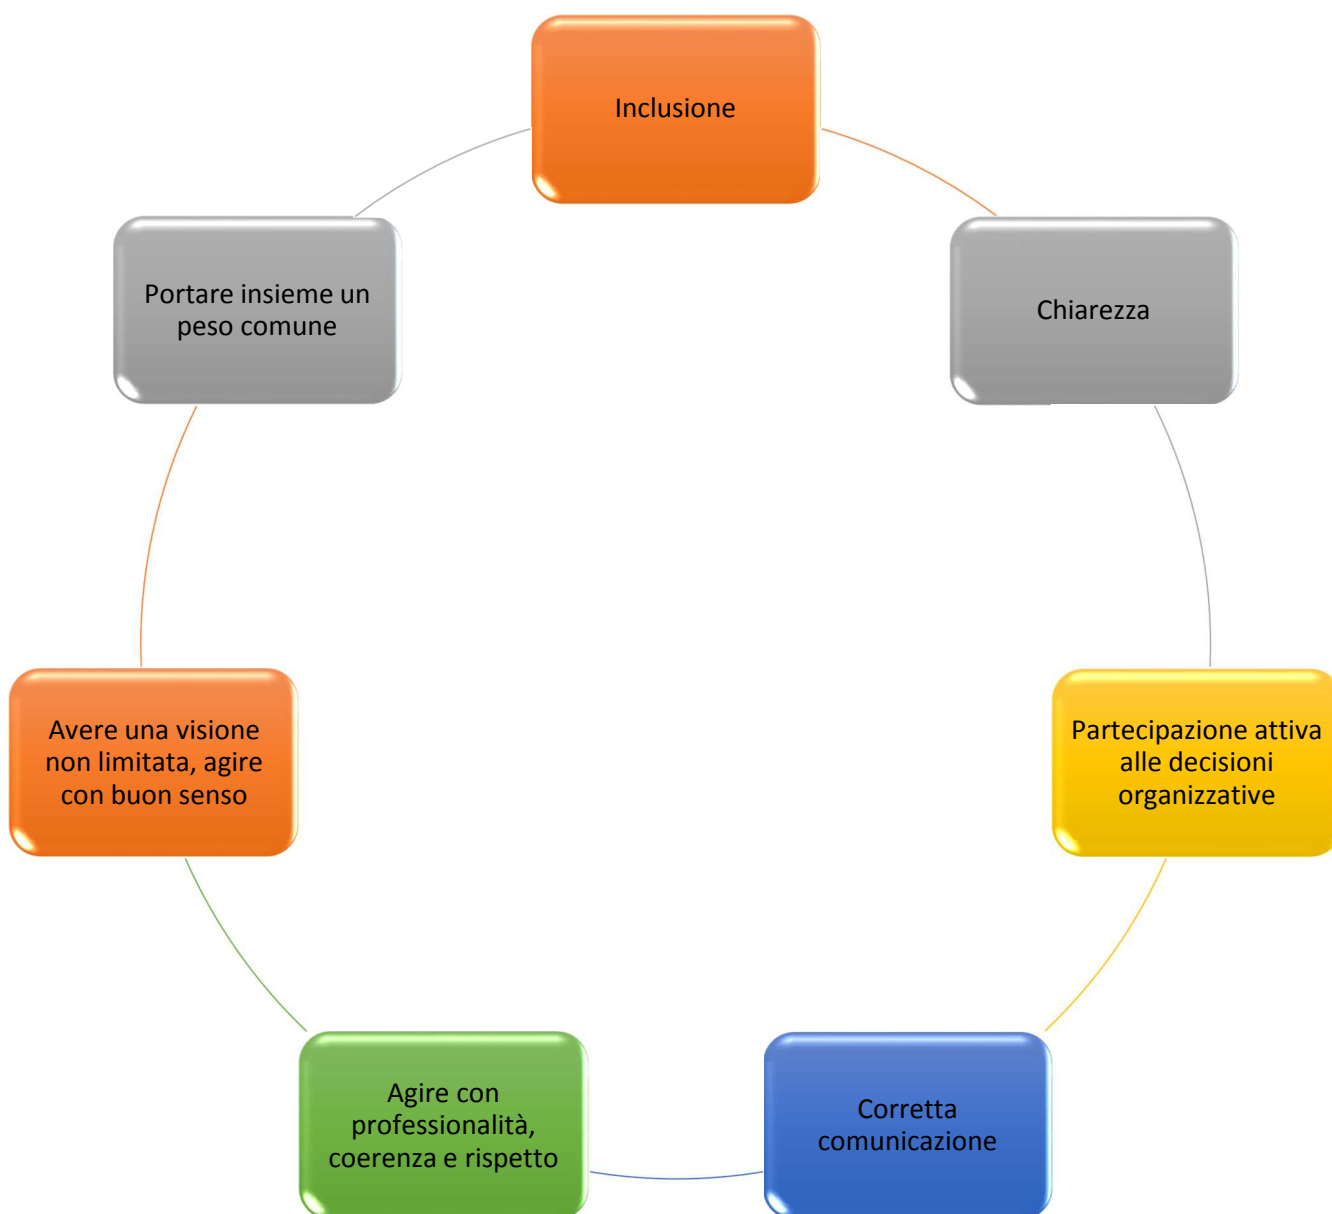 Inclusione
Chiarezza
Partecipazione attiva
alle decisioni
organizzative
Corretta
comunicazione
Agire con
professionalità,
coerenza e rispetto
Avere una visione
non limitata, agire
con buon senso
Portare insieme un
peso comune